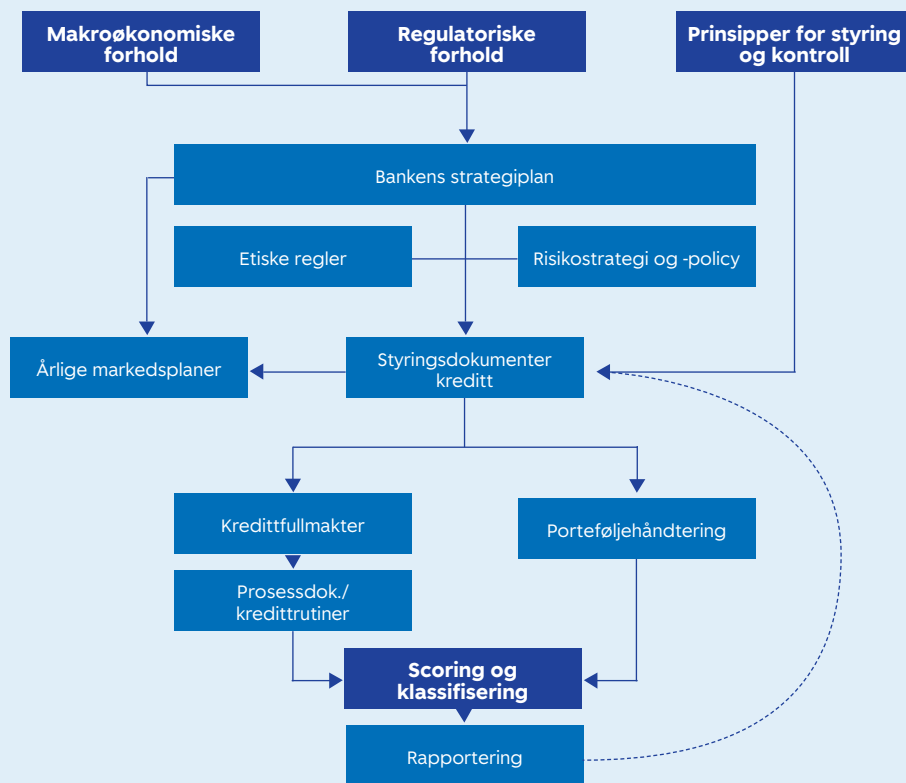 Makroøkonomiske
forhold
Regulatoriske
forhold
Prinsipper for styring
og kontroll
Bankens strategiplan
Etiske regler
Risikostrategi og -policy
Årlige markedsplaner
Styringsdokumenter
kreditt
Kredittfullmakter
Porteføljehåndtering
Prosessdok./
kredittrutiner
Scoring og
klassifisering
Rapportering